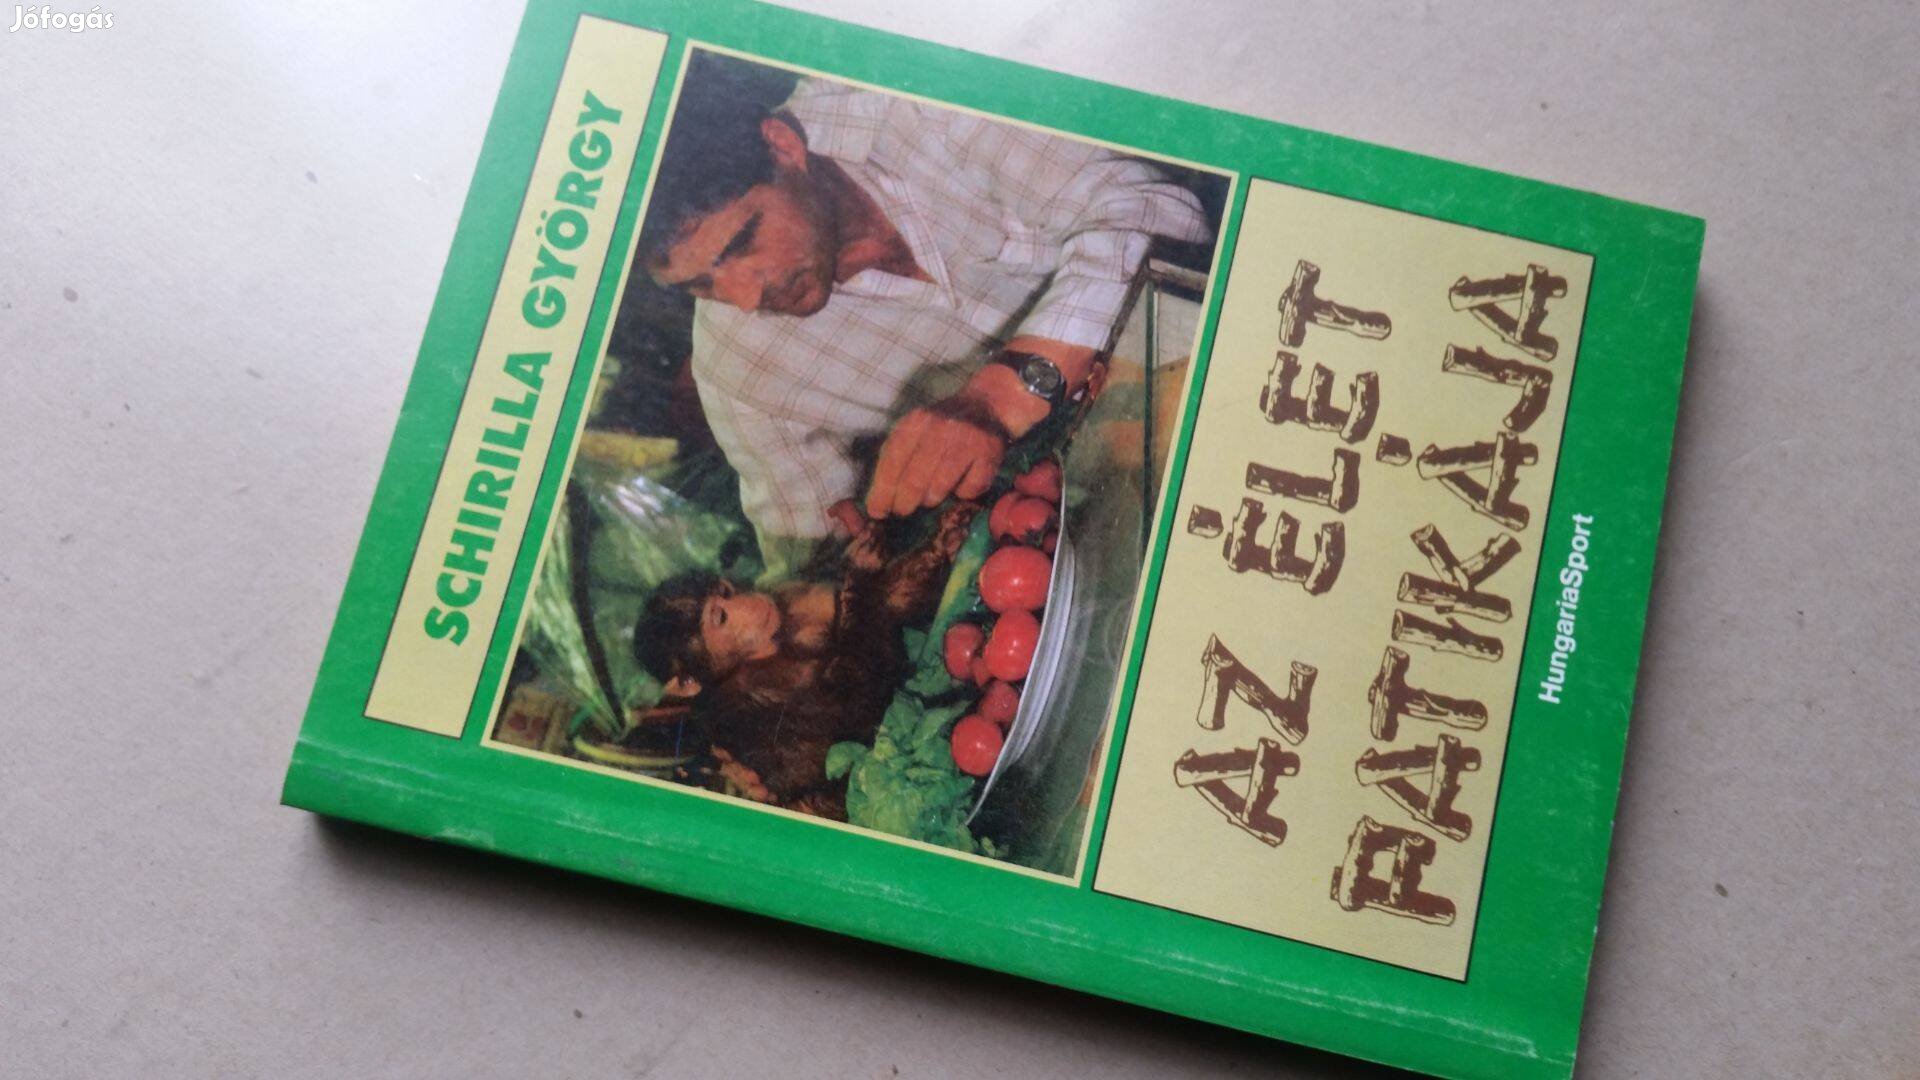 Jófogás
SCHIRILLA GYÖRGY
AZ ÉLET
PATIKÁJA
HungariaSport